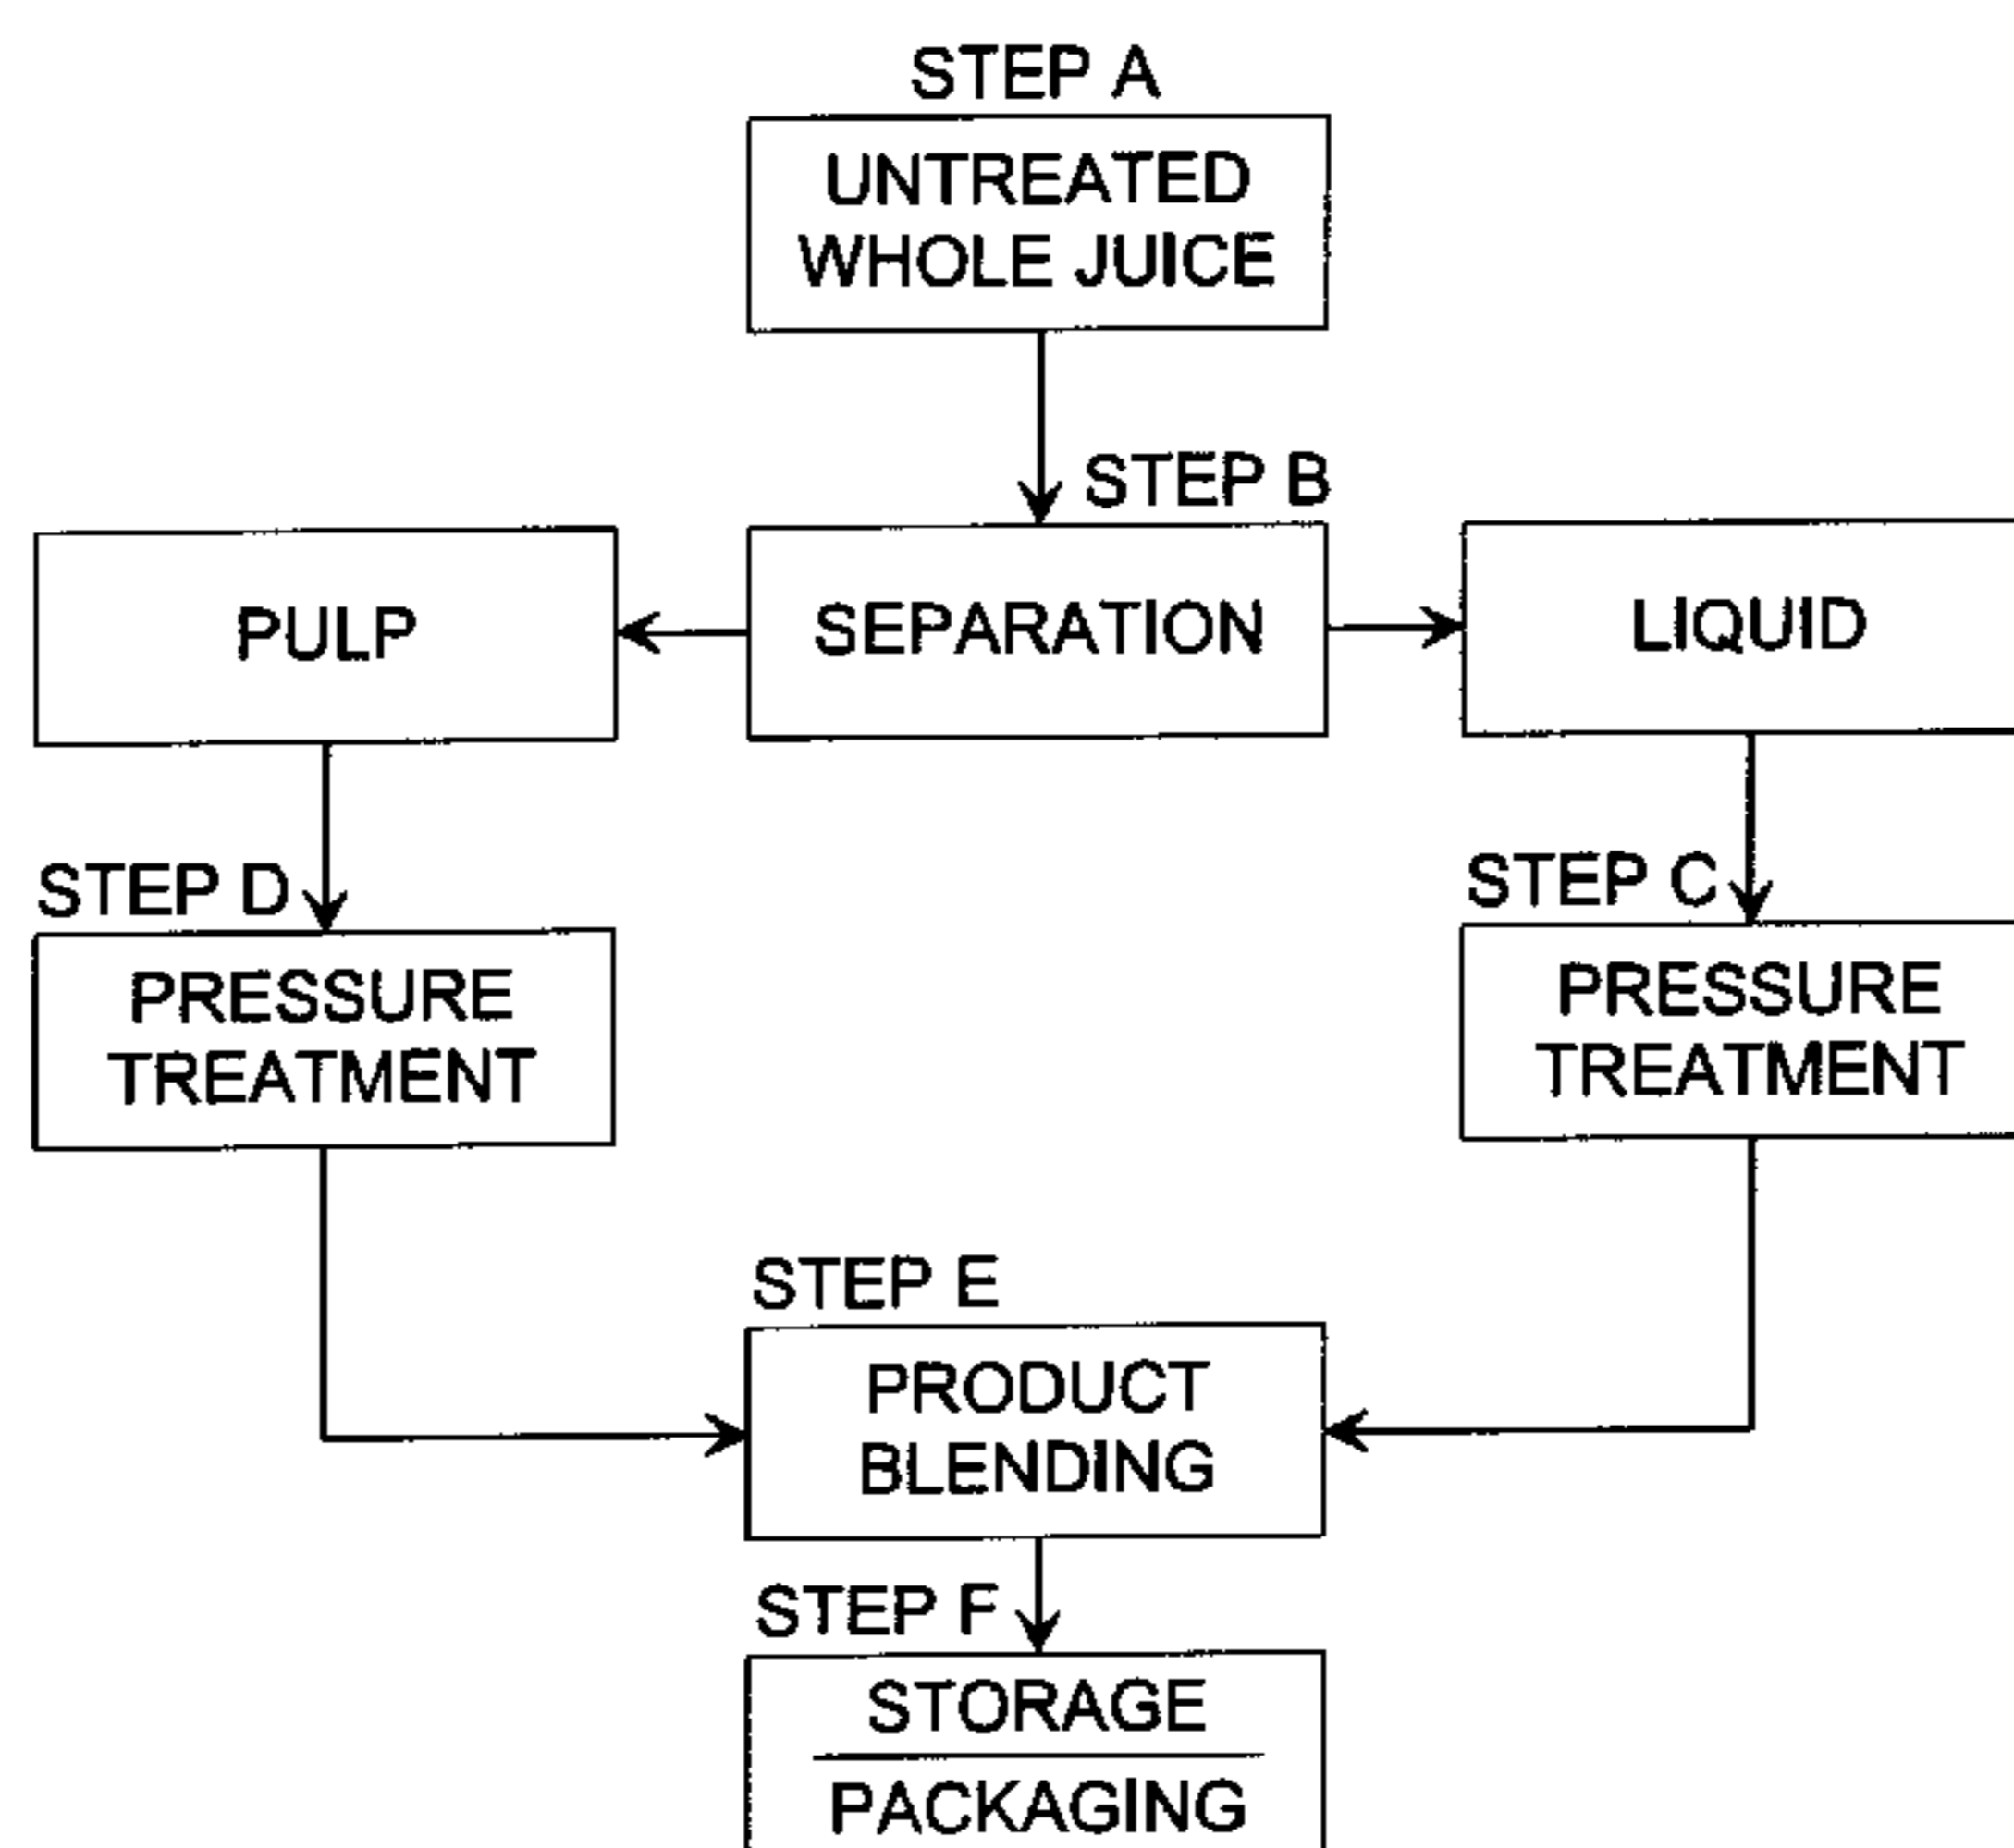 STEP A
UNTREATED
WHOLE JUICE
STEP B
PULP
SEPARATION
LIQUID
STEP D
PRESSURE
TREATMENT
STEP C
PRESSURE
TREATMENT
STEP E
PRODUCT
BLENDING
STEP F
STORAGE
PACKAGING